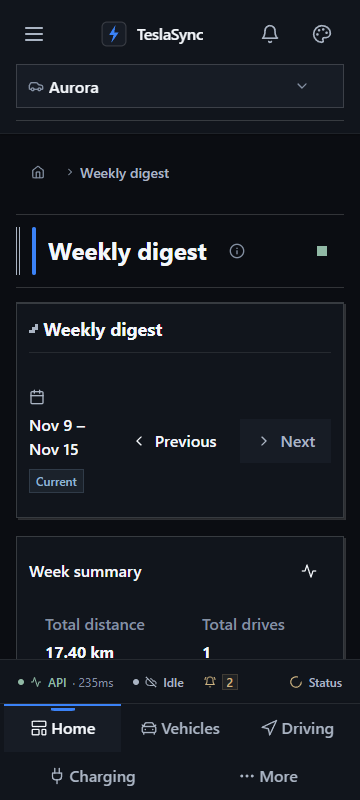 TeslaSync
Aurora
Weekly digest
Weekly digest
Weekly digest
Nov 9 –
Nov 15
Previous
Next
Current
Week summary
Total distance
Total drives
17.40 km
1
API · 235ms
Idle
2
Status
Home
Vehicles
Driving
Charging
More